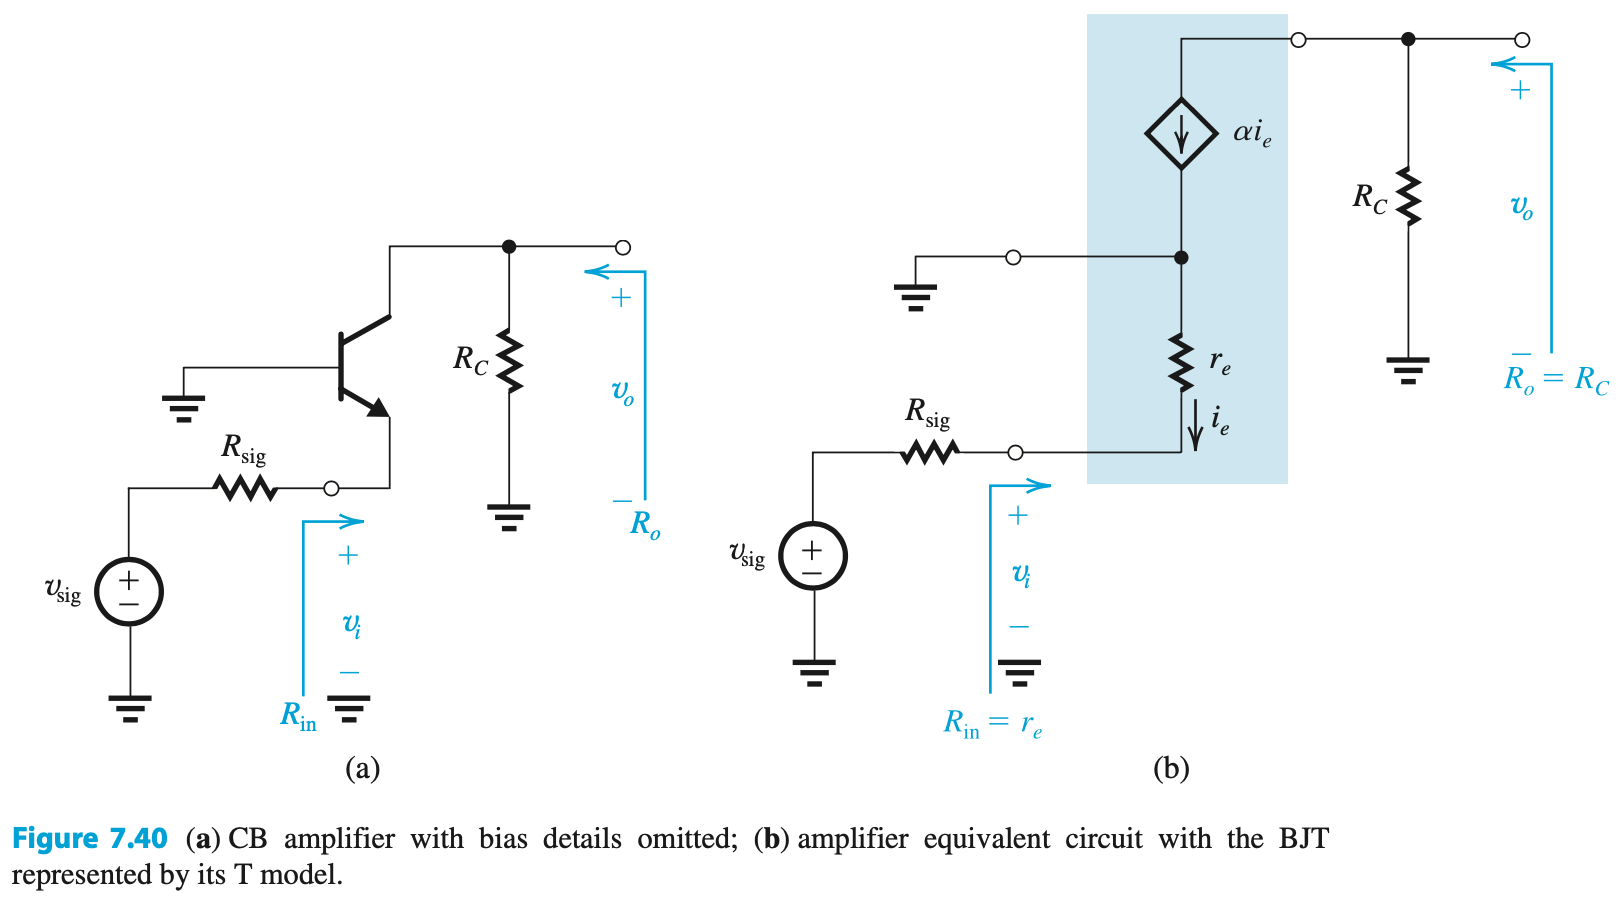 αi_e
+
R_C
v_o
−
R_o = R_C
r_e
i_e
R_sig
v_sig
+
−
+
v_i
−
R_in = r_e
(b)
R_C
+
v_o
−
R_o
R_sig
v_sig
+
−
+
v_i
−
R_in
(a)
Figure 7.40 (a) CB amplifier with bias details omitted; (b) amplifier equivalent circuit with the BJT
represented by its T model.